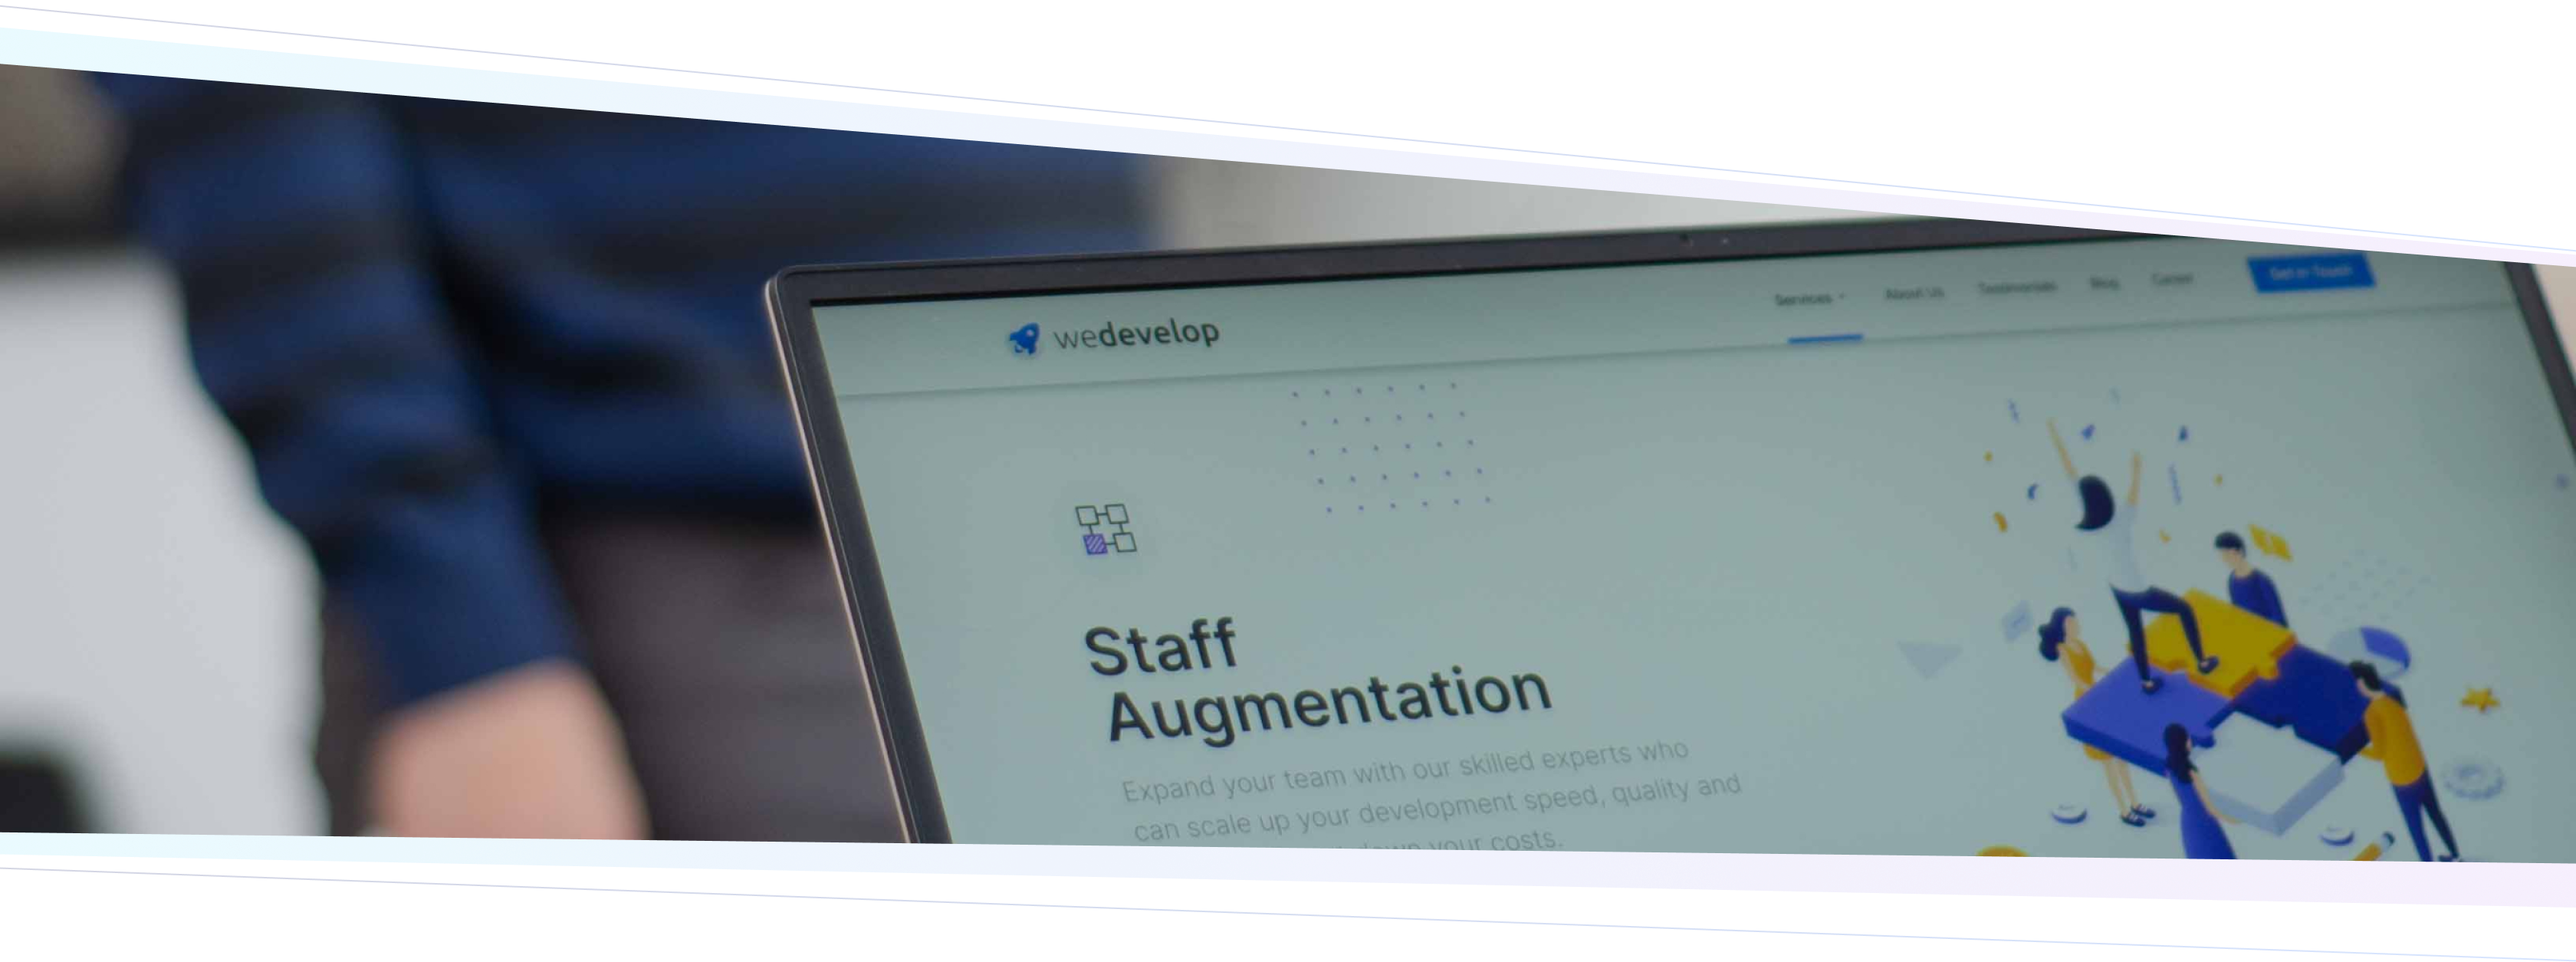 wedevelop
Services
About Us
Testimonials
Blog
Career
Get in Touch
Staff
Augmentation
Expand your team with our skilled experts who
can scale up your development speed, quality and
down your costs.